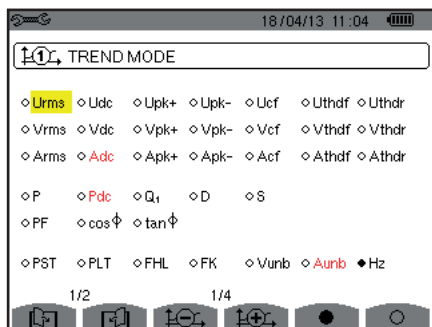 18/04/13 11:04
1 TREND MODE
Urms Udc Upk+ Upk- Ucf Uthdf Uthdr
Vrms Vdc Vpk+ Vpk- Vcf Vthdf Vthdr
Arms Adc Apk+ Apk- Acf Athdf Athdr
P Pdc Q₁ D S
PF cosΦ tanΦ
PST PLT FHL FK Vunb Aunb Hz
1/2 1/4